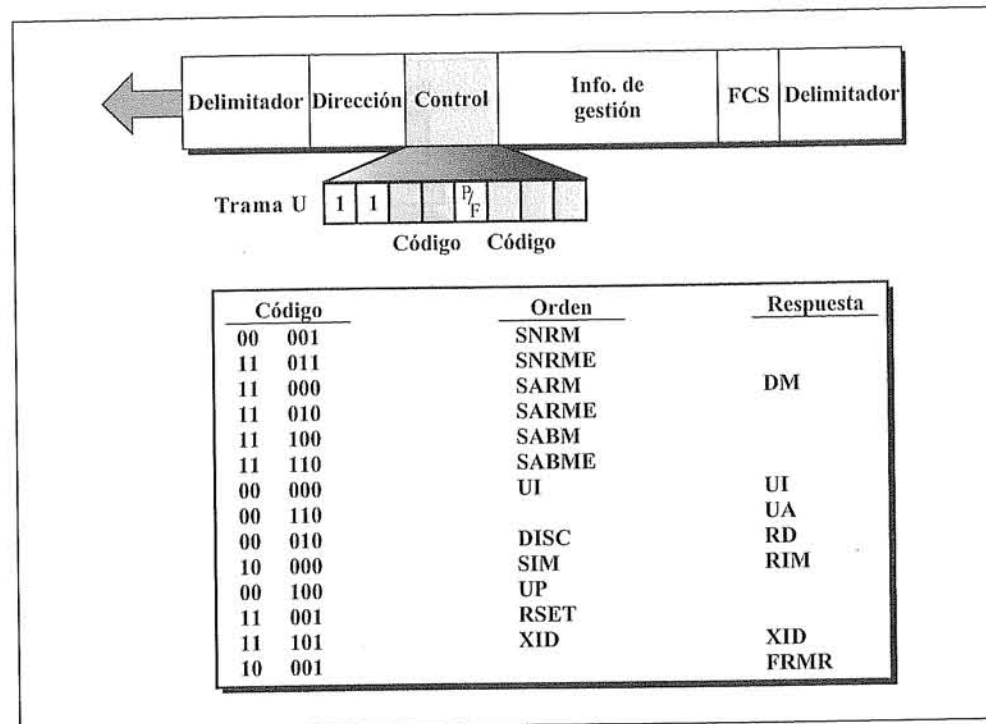 Delimitador Dirección Control Info. de gestión FCS Delimitador
Trama U 1 1 P/F
Código Código
Código Orden Respuesta
00 001 SNRM
11 011 SNRME
11 000 SARM DM
11 010 SARME
11 100 SABM
11 110 SABME
00 000 UI UI
00 110 UA
00 010 DISC RD
10 000 SIM RIM
00 100 UP
11 001 RSET
11 101 XID XID
10 001 FRMR